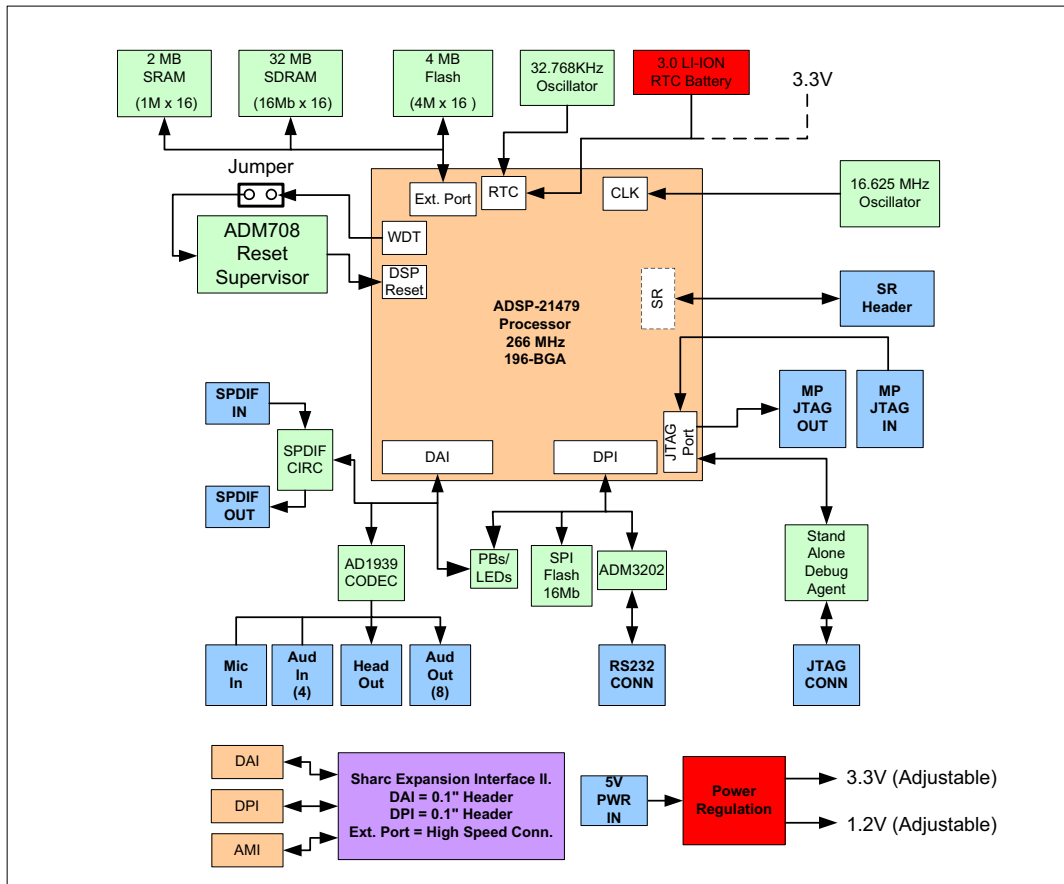 2 MB
SRAM
(1M x 16)
32 MB
SDRAM
(16Mb x 16)
4 MB
Flash
(4M x 16 )
32.768KHz
Oscillator
3.0 LI-ION
RTC Battery
3.3V
Jumper
Ext. Port
RTC
CLK
16.625 MHz
Oscillator
ADM708
Reset
Supervisor
WDT
DSP
Reset
ADSP-21479
Processor
266 MHz
196-BGA
SR
SR
Header
SPDIF
IN
MP
JTAG
OUT
MP
JTAG
IN
JTAG
Port
SPDIF
CIRC
DAI
DPI
SPDIF
OUT
AD1939
CODEC
PBs/
LEDs
SPI
Flash
16Mb
ADM3202
Stand
Alone
Debug
Agent
Mic
In
Aud
In
(4)
Head
Out
Aud
Out
(8)
RS232
CONN
JTAG
CONN
DAI
DPI
AMI
Sharc Expansion Interface II.
DAI = 0.1" Header
DPI = 0.1" Header
Ext. Port = High Speed Conn.
5V
PWR
IN
Power
Regulation
3.3V (Adjustable)
1.2V (Adjustable)